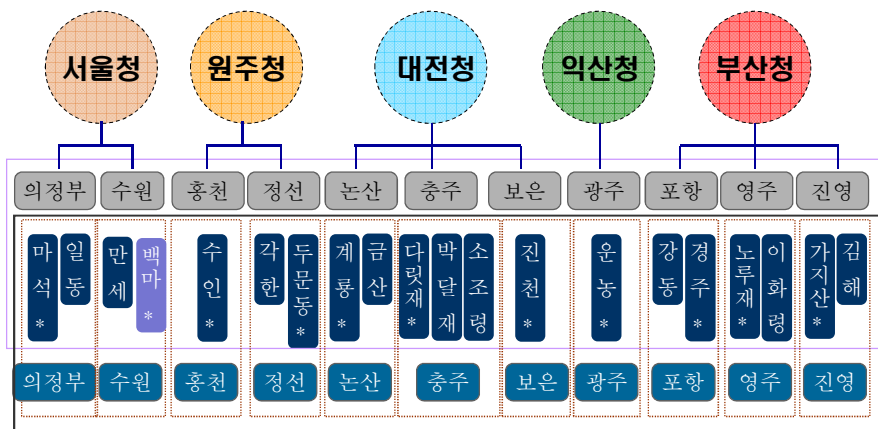 서울청 원주청 대전청 익산청 부산청
의정부 수원 홍천 정선 논산 충주 보은 광주 포항 영주 진영
마석*
일동
만세
백마*
수인*
각한
두문동*
계룡*
금산
다릿재*
박달재
소조령
진천*
운농*
강동
경주*
노루재*
이화령
가지산*
김해
의정부 수원 홍천 정선 논산 충주 보은 광주 포항 영주 진영